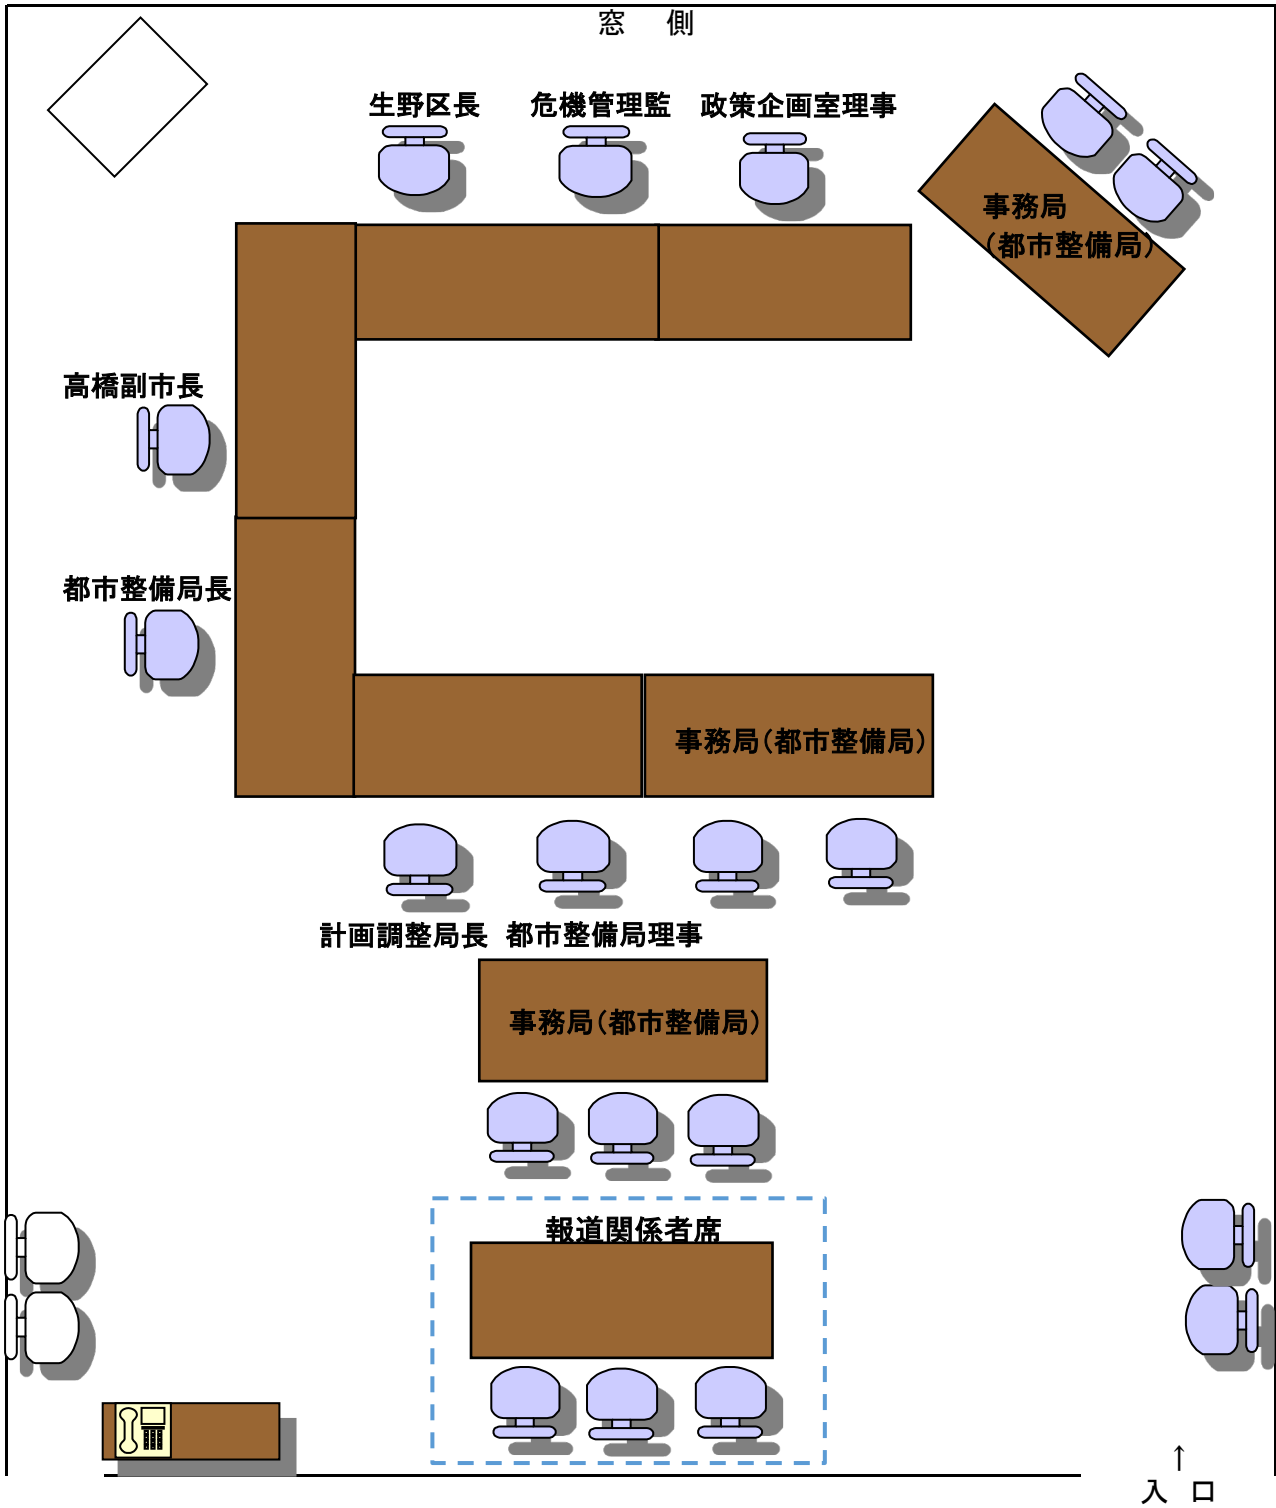 窓　側
生野区長
危機管理監
政策企画室理事
事務局
（都市整備局）
高橋副市長
都市整備局長
事務局（都市整備局）
計画調整局長
都市整備局理事
事務局（都市整備局）
報道関係者席
↑
入　口